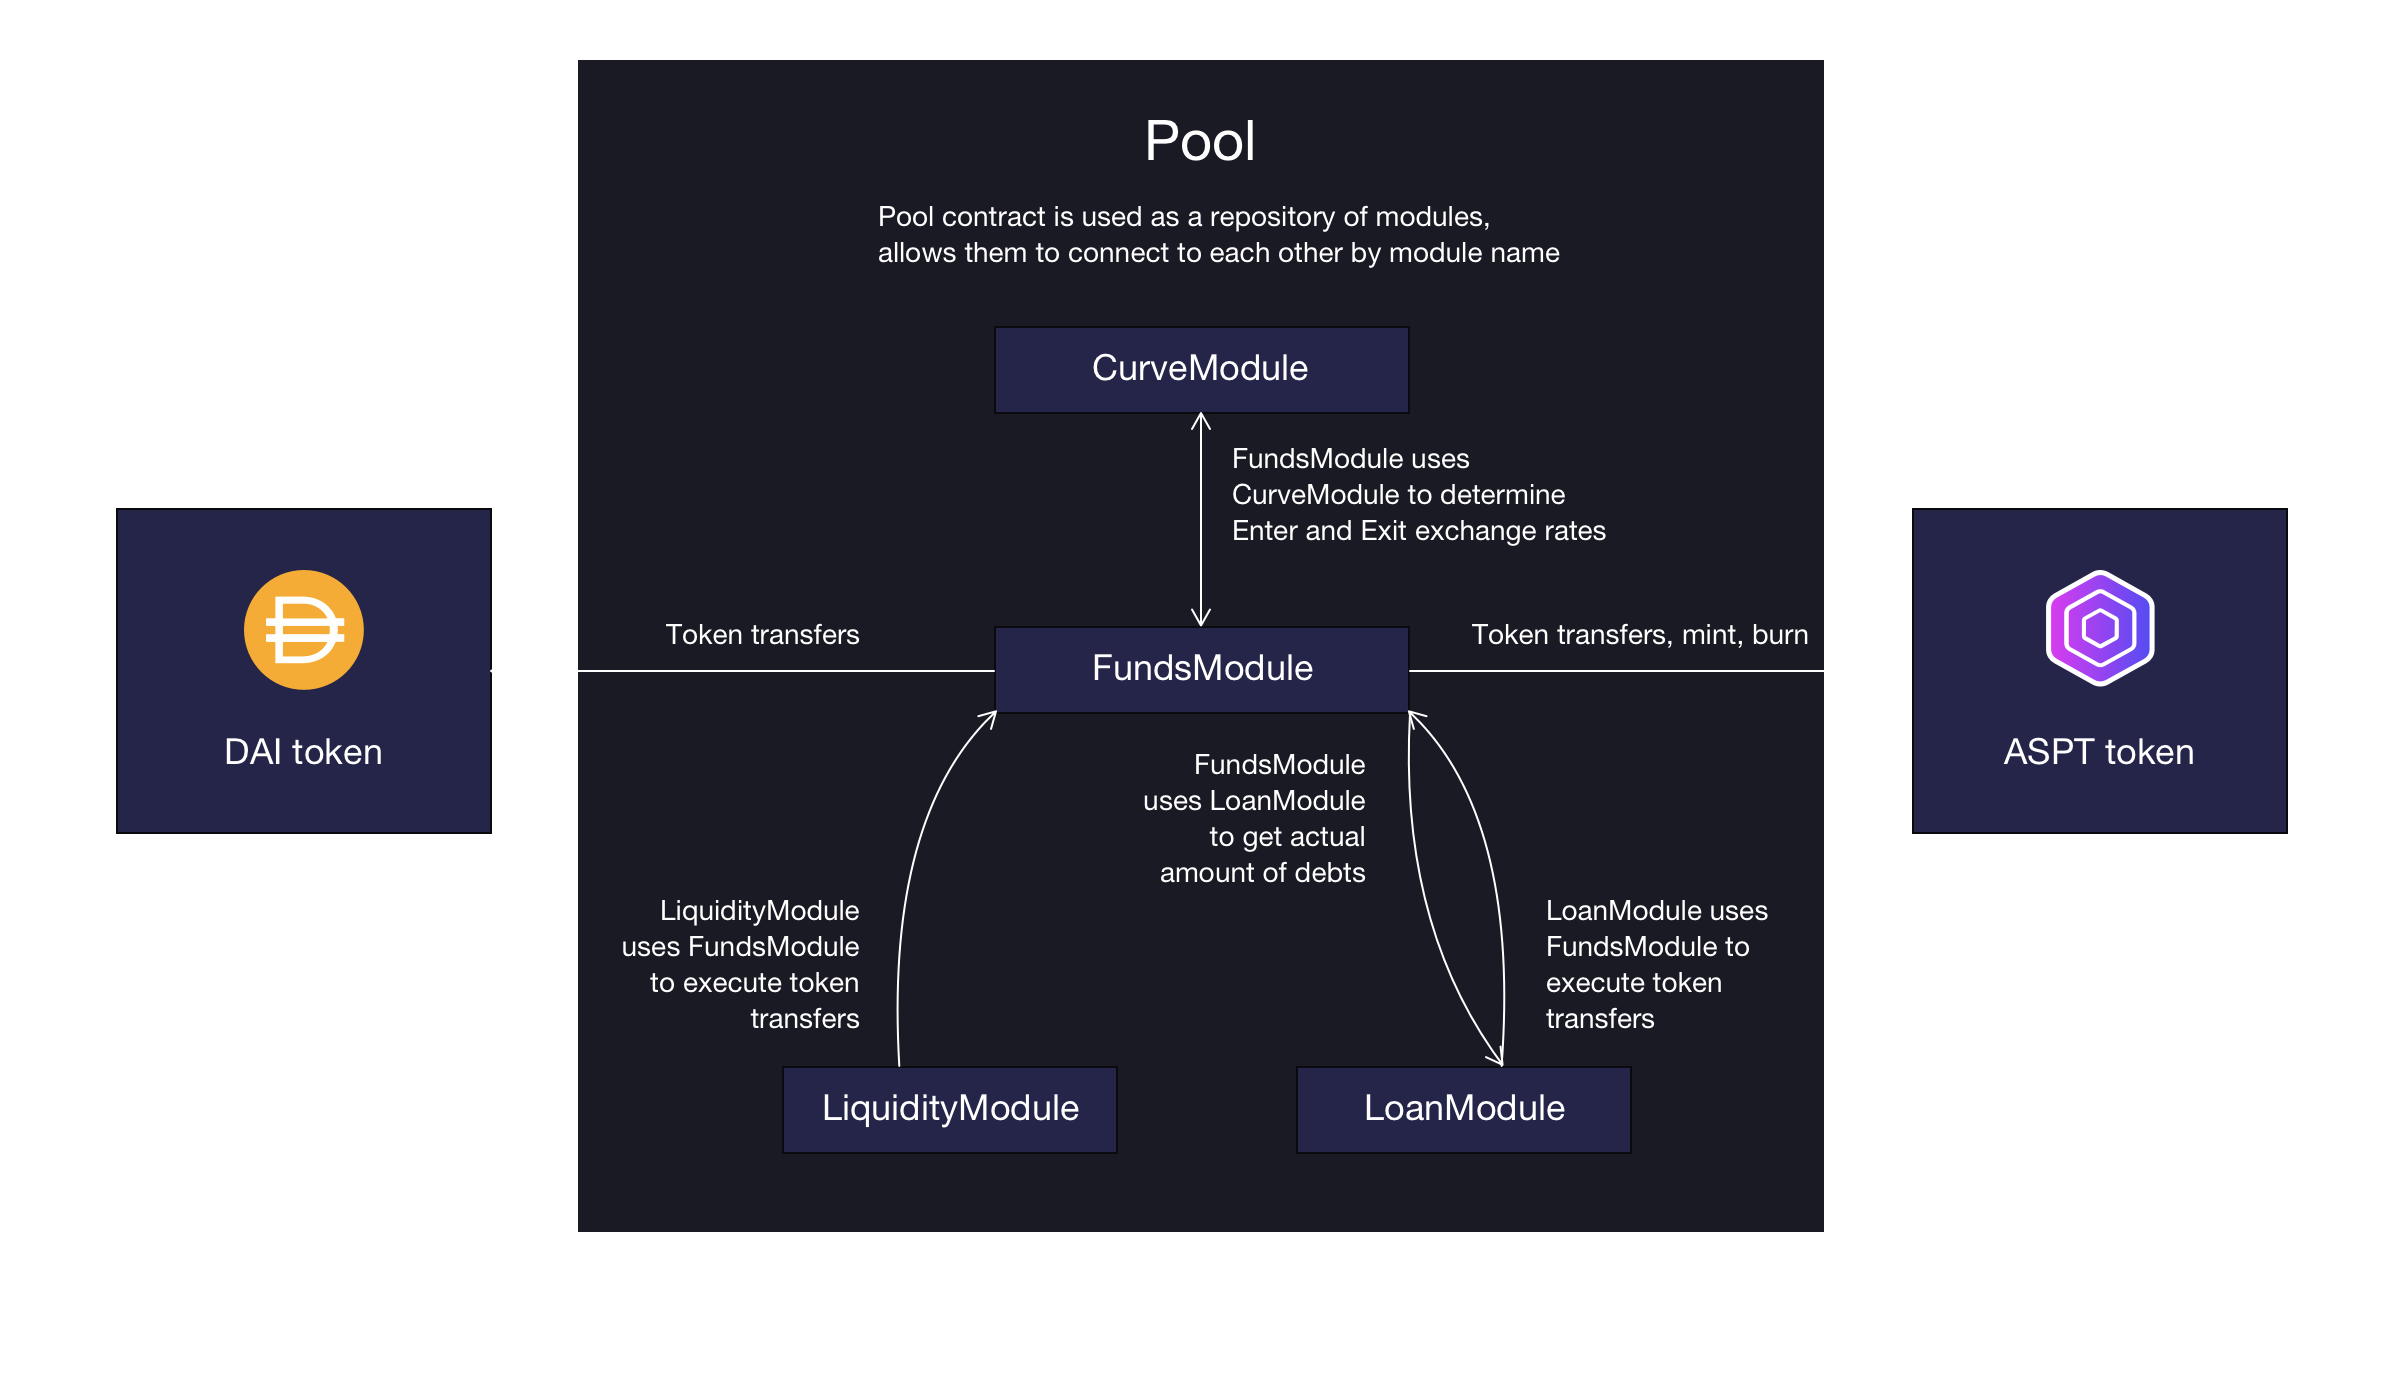 Pool
Pool contract is used as a repository of modules,
allows them to connect to each other by module name
CurveModule
FundsModule uses
CurveModule to determine
Enter and Exit exchange rates
DAI token
Token transfers
FundsModule
Token transfers, mint, burn
ASPT token
FundsModule
uses LoanModule
to get actual
amount of debts
LiquidityModule
uses FundsModule
to execute token
transfers
LoanModule uses
FundsModule to
execute token
transfers
LiquidityModule
LoanModule